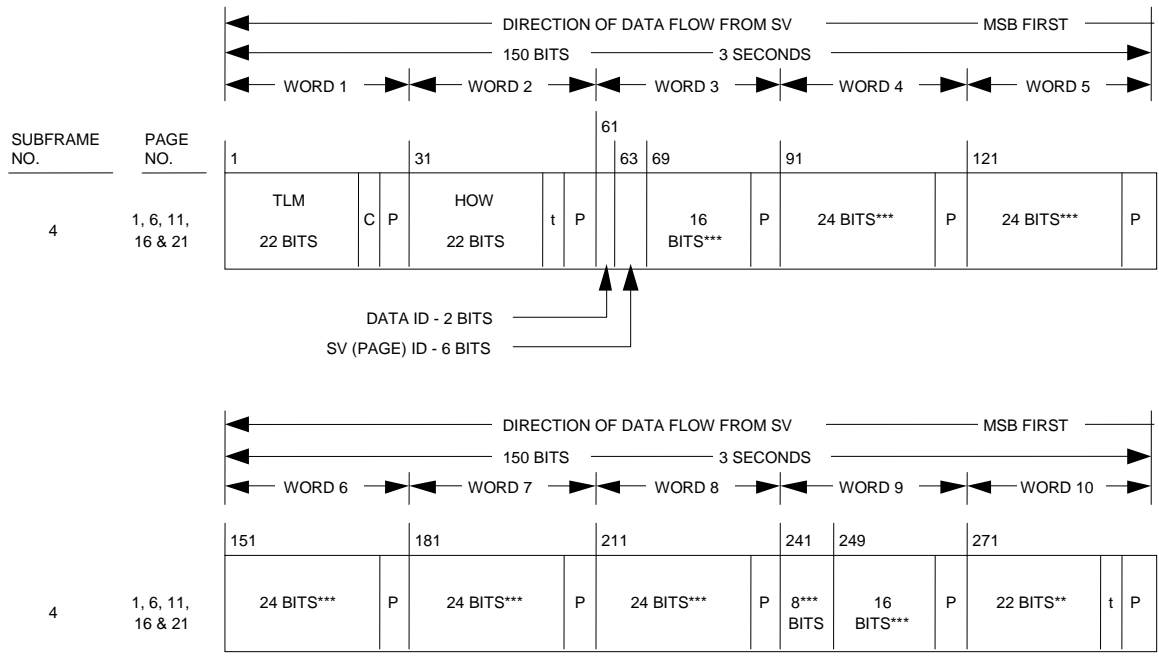 DIRECTION OF DATA FLOW FROM SV MSB FIRST
150 BITS 3 SECONDS
WORD 1 WORD 2 WORD 3 WORD 4 WORD 5
SUBFRAME NO. PAGE NO.
1 31 61 63 69 91 121
4
1, 6, 11,
16 & 21
TLM
22 BITS
C P
HOW
22 BITS
t P
16
BITS***
P
24 BITS*** P
24 BITS*** P
DATA ID - 2 BITS
SV (PAGE) ID - 6 BITS
DIRECTION OF DATA FLOW FROM SV MSB FIRST
150 BITS 3 SECONDS
WORD 6 WORD 7 WORD 8 WORD 9 WORD 10
151 181 211 241 249 271
4
1, 6, 11,
16 & 21
24 BITS*** P
24 BITS*** P
24 BITS*** P
8***
BITS
16
BITS***
P
22 BITS** t P